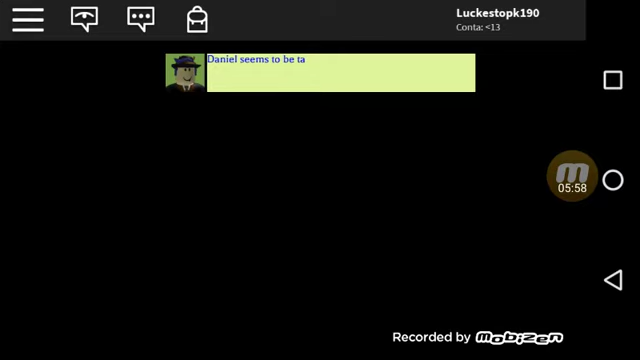 Luckestopk190
Conta: <13
Daniel seems to be ta
05:58
Recorded by Mobizen